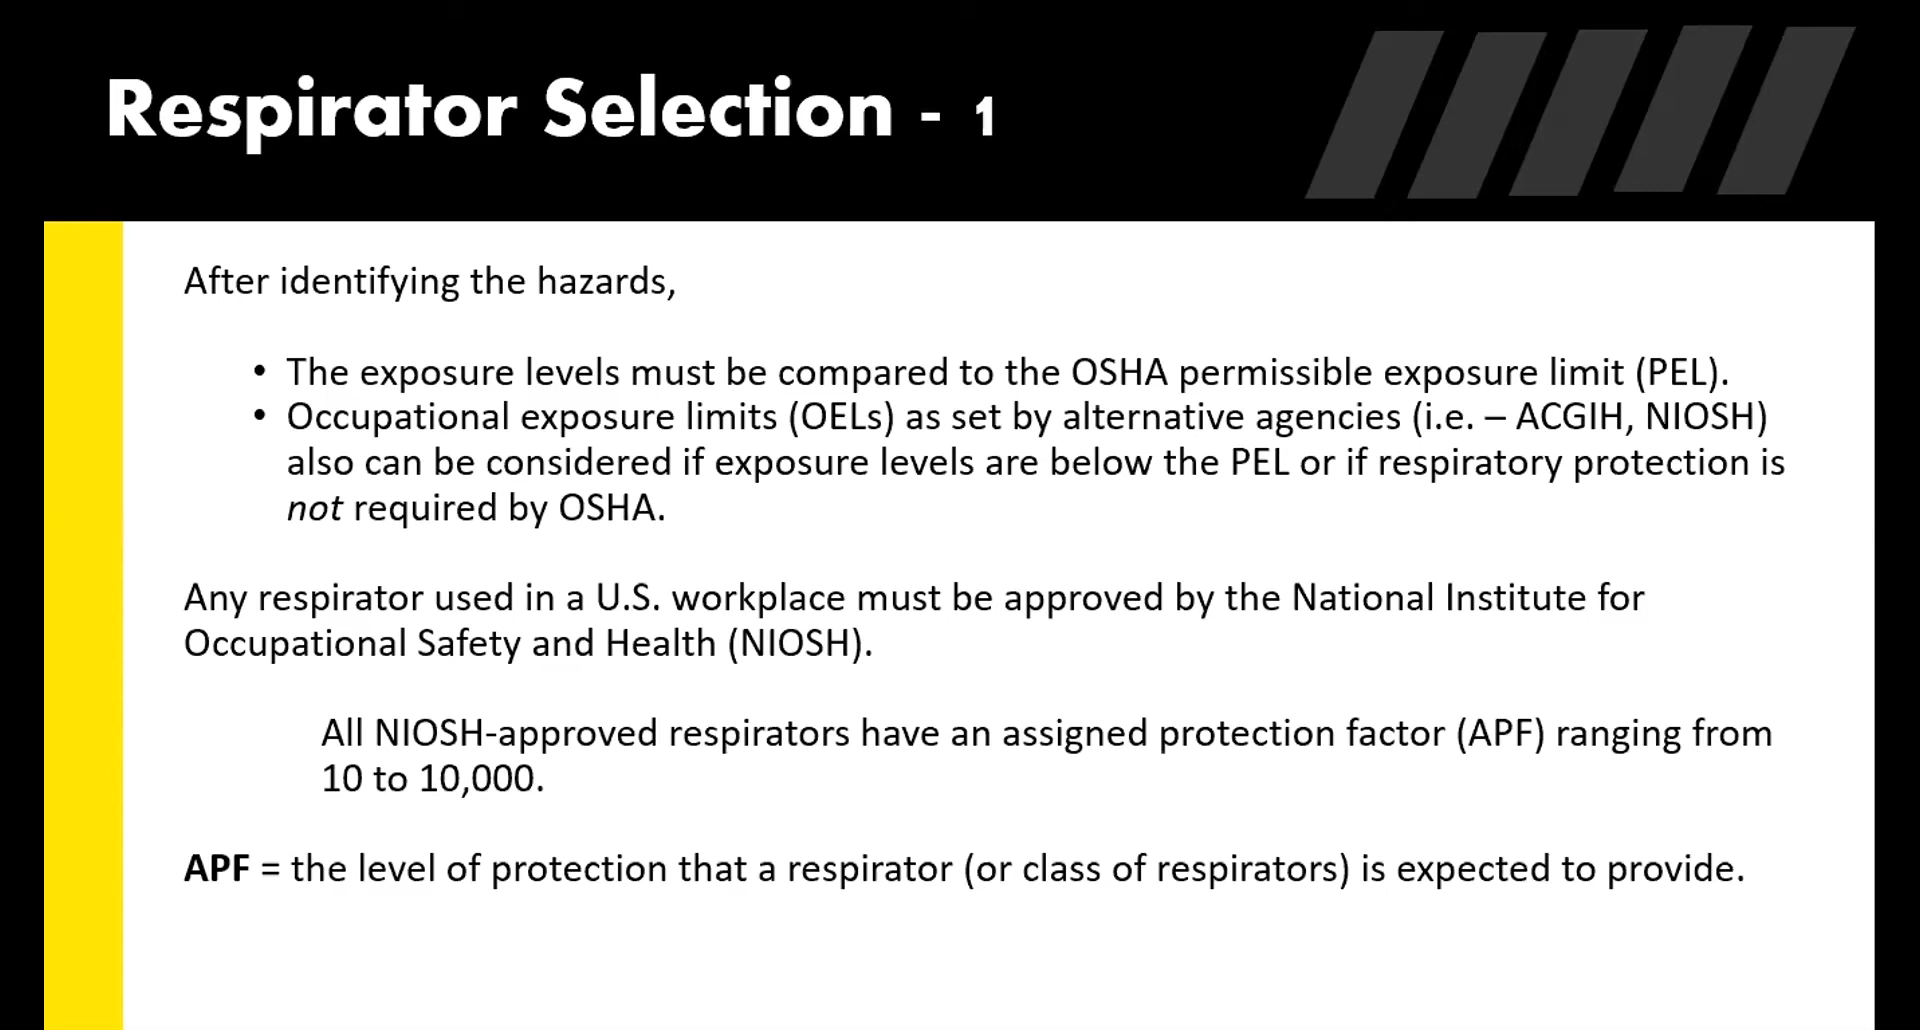 Respirator Selection - 1
After identifying the hazards,
• The exposure levels must be compared to the OSHA permissible exposure limit (PEL).
• Occupational exposure limits (OELs) as set by alternative agencies (i.e. – ACGIH, NIOSH)
also can be considered if exposure levels are below the PEL or if respiratory protection is
not required by OSHA.
Any respirator used in a U.S. workplace must be approved by the National Institute for
Occupational Safety and Health (NIOSH).
All NIOSH-approved respirators have an assigned protection factor (APF) ranging from
10 to 10,000.
APF = the level of protection that a respirator (or class of respirators) is expected to provide.